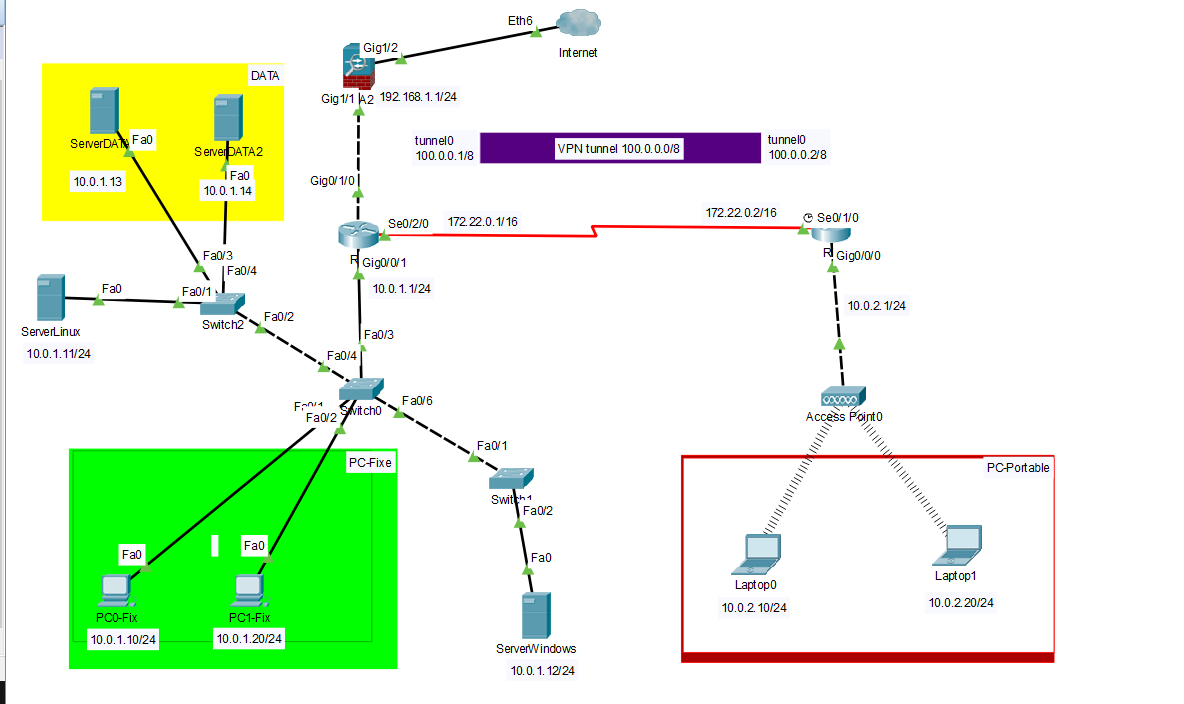 Eth6
Internet
Gig1/2
Gig1/1
A2
192.168.1.1/24
DATA
ServerDATA
Fa0
10.0.1.13
ServerDATA2
Fa0
10.0.1.14
tunnel0
100.0.0.1/8
VPN tunnel 100.0.0.0/8
tunnel0
100.0.0.2/8
Gig0/1/0
Se0/2/0
172.22.0.1/16
172.22.0.2/16
Se0/1/0
R
Gig0/0/1
10.0.1.1/24
R
Gig0/0/0
10.0.2.1/24
Fa0/3
Fa0/4
Fa0
Fa0/1
Switch2
Fa0/2
ServerLinux
10.0.1.11/24
Fa0/3
Fa0/4
Switch0
Fa0/1
Fa0/2
Fa0/6
Access Point0
Fa0/1
Switch1
Fa0/2
PC-Fixe
PC-Portable
Fa0
Fa0
Fa0
PC0-Fix
10.0.1.10/24
PC1-Fix
10.0.1.20/24
ServerWindows
10.0.1.12/24
Laptop0
10.0.2.10/24
Laptop1
10.0.2.20/24